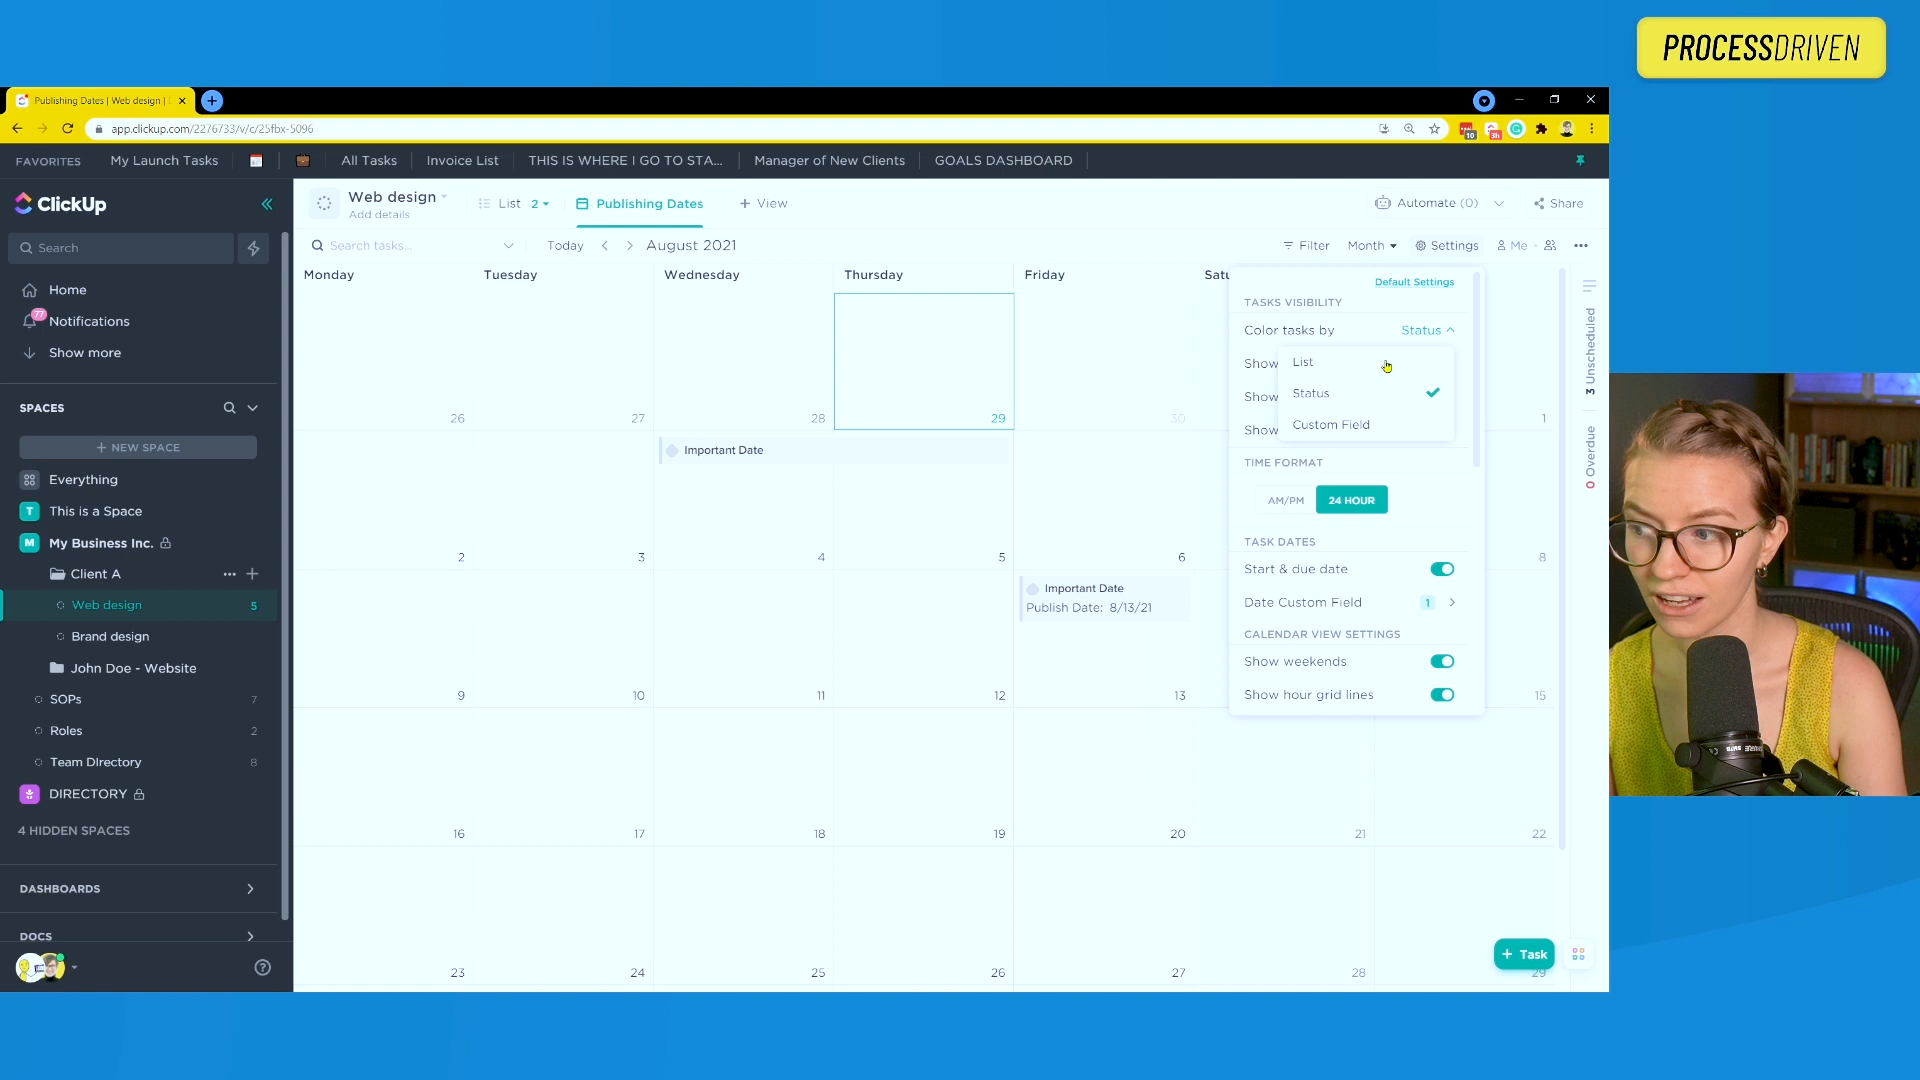 PROCESSDRIVEN
Publishing Dates | Web design |
app.clickup.com/2276733/v/c/25fbx-5096
10
3h
FAVORITES My Launch Tasks All Tasks Invoice List THIS IS WHERE I GO TO STA... Manager of New Clients GOALS DASHBOARD
ClickUp
Search
Home
77
Notifications
Show more
SPACES
+ NEW SPACE
Everything
T This is a Space
M My Business Inc.
Client A
Web design 5
Brand design
John Doe - Website
SOPs 7
Roles 2
Team DIrectory 8
DIRECTORY
4 HIDDEN SPACES
DASHBOARDS
DOCS
Web design
Add details
List 2 Publishing Dates + View
Automate (0) Share
Search tasks... Today August 2021 Filter Month Settings Me
Monday Tuesday Wednesday Thursday Friday Satu
26 27 28 29 30 1
Important Date
2 3 4 5 6 8
Important Date
Publish Date: 8/13/21
9 10 11 12 13 15
16 17 18 19 20 21 22
23 24 25 26 27 28 29
Default Settings
TASKS VISIBILITY
Color tasks by Status
Show
Show
Show
List
Status
Custom Field
TIME FORMAT
AM/PM 24 HOUR
TASK DATES
Start & due date
Date Custom Field 1
CALENDAR VIEW SETTINGS
Show weekends
Show hour grid lines
3 Unscheduled
0 Overdue
+ Task
SHURE